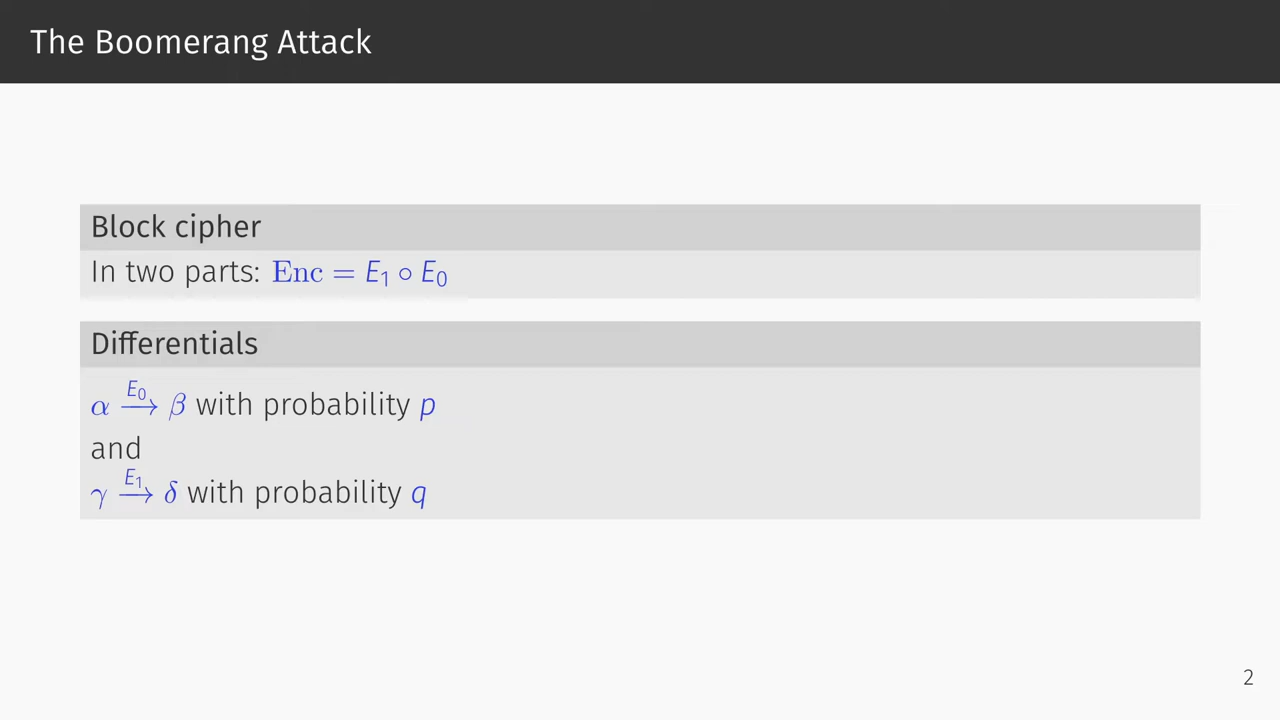 The Boomerang Attack
Block cipher
In two parts: Enc = E₁ ∘ E₀
Differentials
α —E₀→ β with probability p
and
γ —E₁→ δ with probability q
2